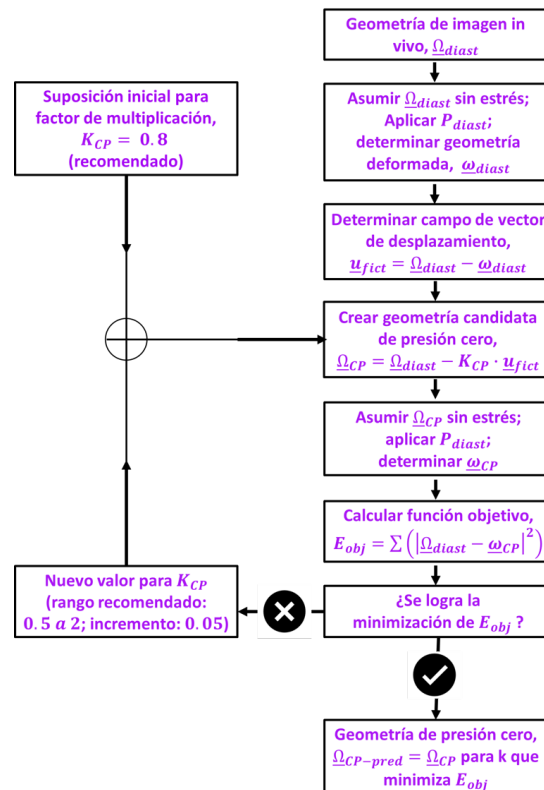 Geometría de imagen in
vivo, Ω_diast
Suposición inicial para
factor de multiplicación,
K_CP = 0.8
(recomendado)
Asumir Ω_diast sin estrés;
Aplicar P_diast;
determinar geometría
deformada, ω_diast
Determinar campo de vector
de desplazamiento,
u_fict = Ω_diast − ω_diast
Crear geometría candidata
de presión cero,
Ω_CP = Ω_diast − K_CP · u_fict
Asumir Ω_CP sin estrés;
aplicar P_diast;
determinar ω_CP
Calcular función objetivo,
E_obj = ∑ (|Ω_diast − ω_CP|²)
Nuevo valor para K_CP
(rango recomendado:
0.5 a 2; incremento: 0.05)
¿Se logra la
minimización de E_obj ?
Geometría de presión cero,
Ω_CP−pred = Ω_CP para k que
minimiza E_obj